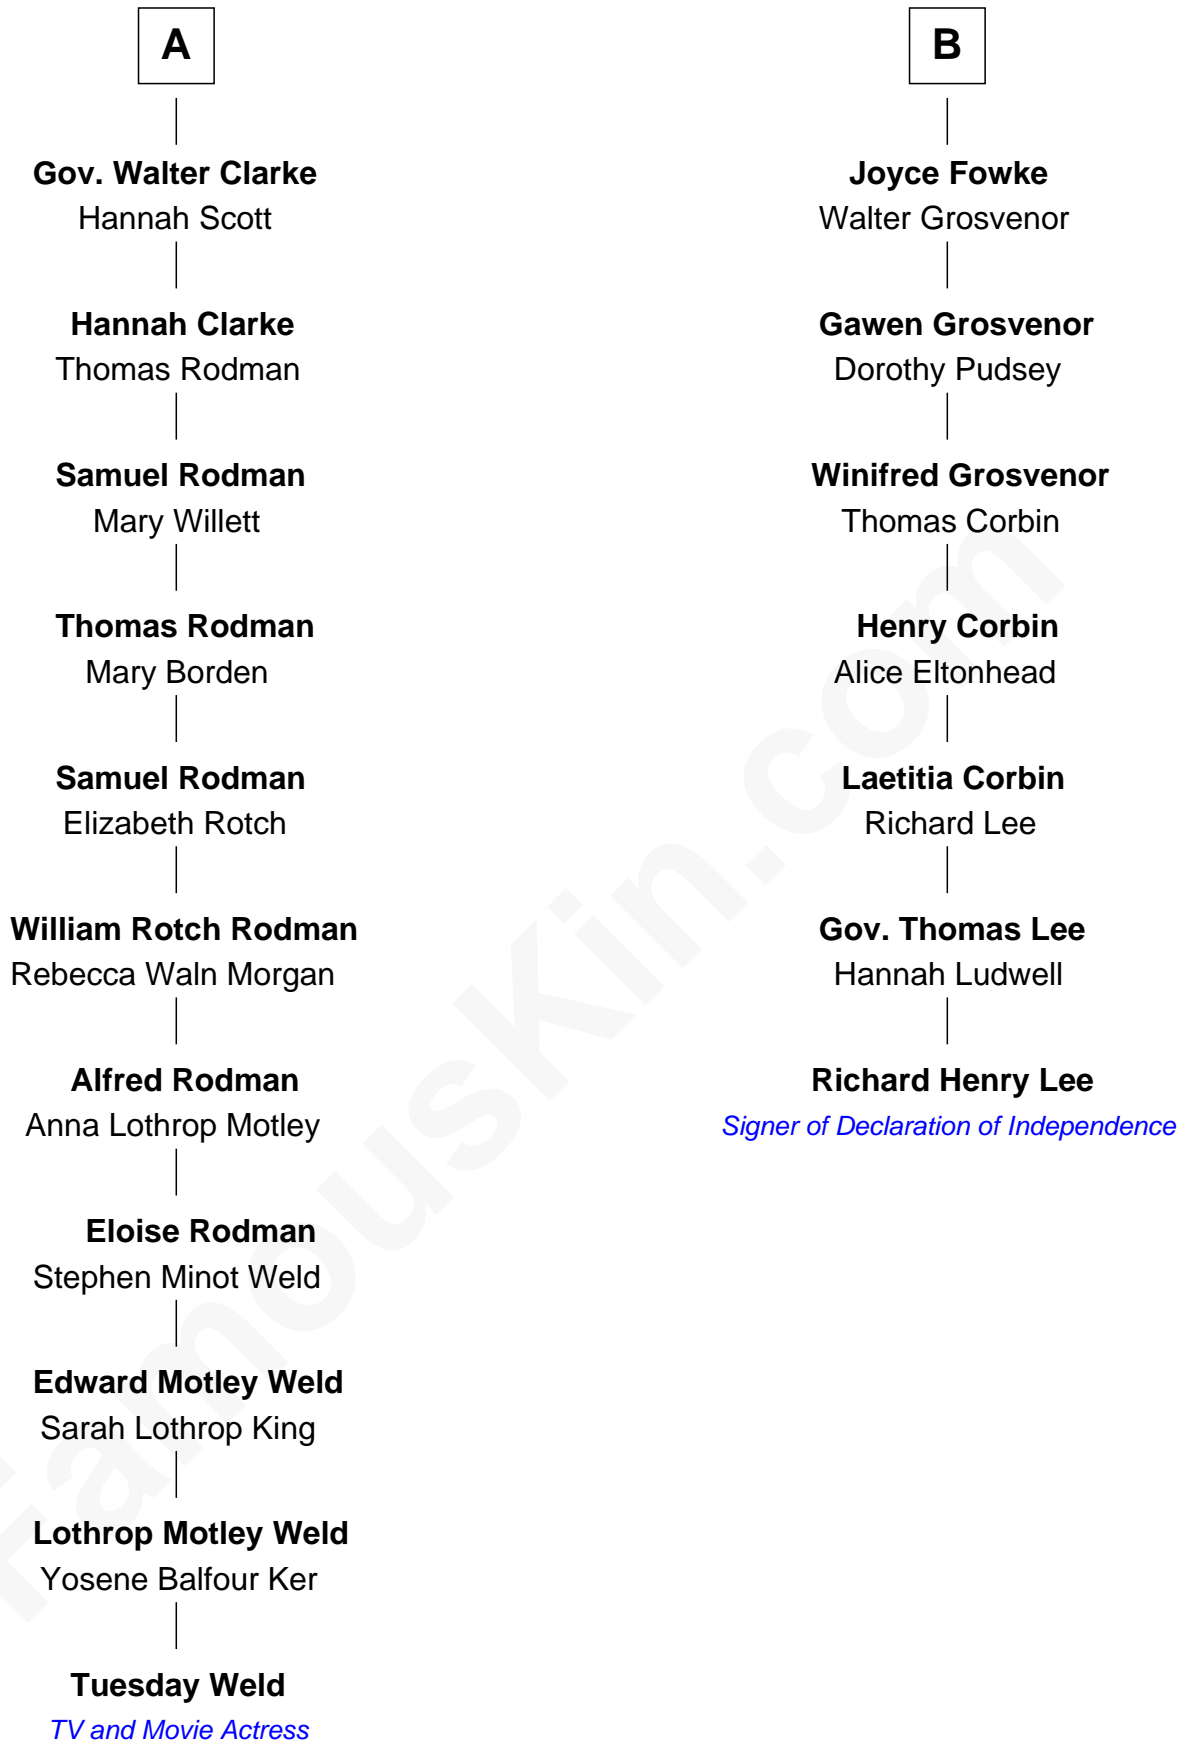 A
Gov. Walter Clarke
Hannah Scott
Hannah Clarke
Thomas Rodman
Samuel Rodman
Mary Willett
Thomas Rodman
Mary Borden
Samuel Rodman
Elizabeth Rotch
William Rotch Rodman
Rebecca Waln Morgan
Alfred Rodman
Anna Lothrop Motley
Eloise Rodman
Stephen Minot Weld
Edward Motley Weld
Sarah Lothrop King
Lothrop Motley Weld
Yosene Balfour Ker
Tuesday Weld
TV and Movie Actress
B
Joyce Fowke
Walter Grosvenor
Gawen Grosvenor
Dorothy Pudsey
Winifred Grosvenor
Thomas Corbin
Henry Corbin
Alice Eltonhead
Laetitia Corbin
Richard Lee
Gov. Thomas Lee
Hannah Ludwell
Richard Henry Lee
Signer of Declaration of Independence
FamousKin.com